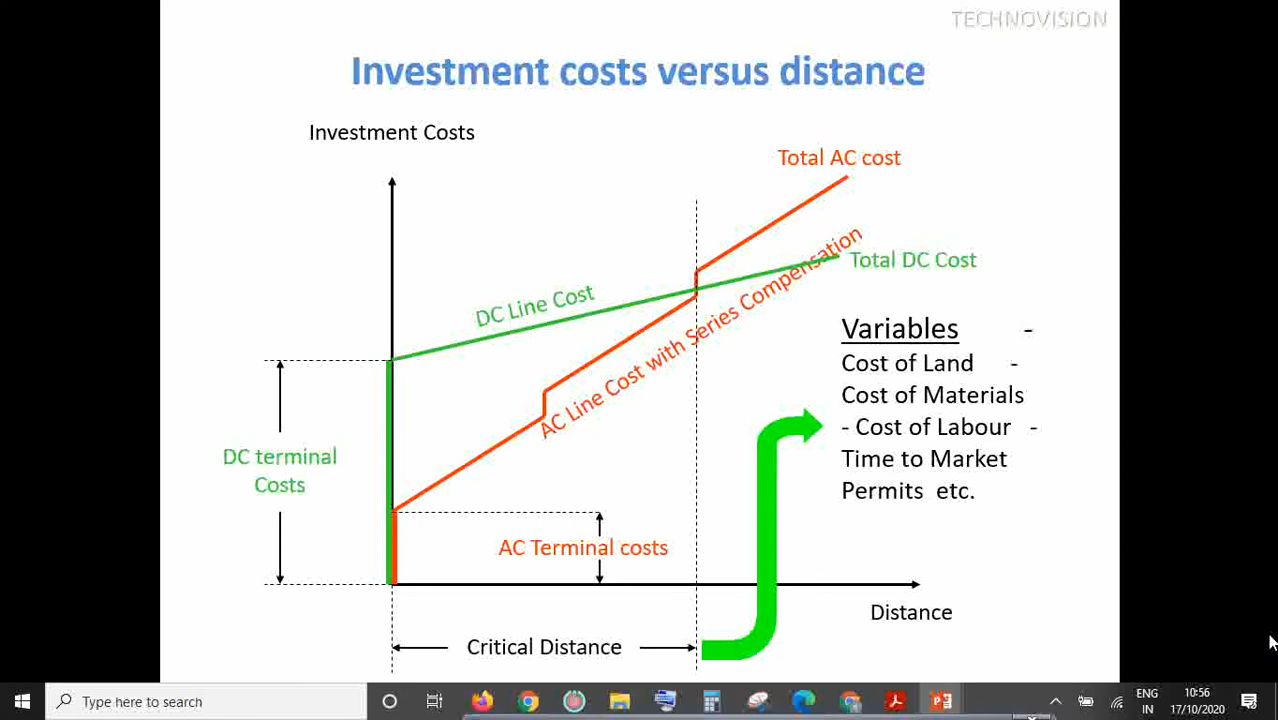 TECHNOVISION
Investment costs versus distance
Investment Costs
Total AC cost
AC Line Cost with Series Compensation
Total DC Cost
DC Line Cost
Variables -
Cost of Land -
Cost of Materials
- Cost of Labour -
Time to Market
Permits etc.
DC terminal
Costs
AC Terminal costs
Distance
Critical Distance
Type here to search
ENG
IN
10:56
17/10/2020